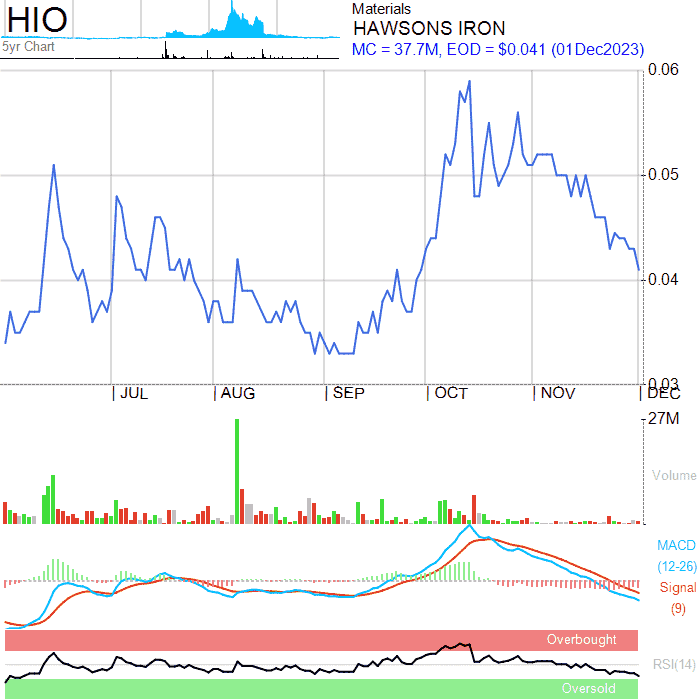 HIO
5yr Chart
Materials
HAWSONS IRON
MC = 37.7M, EOD = $0.041 (01Dec2023)
0.06
0.05
0.04
0.03
JUL AUG SEP OCT NOV DEC
27M
Volume
MACD
(12-26)
Signal
(9)
Overbought
RSI(14)
Oversold